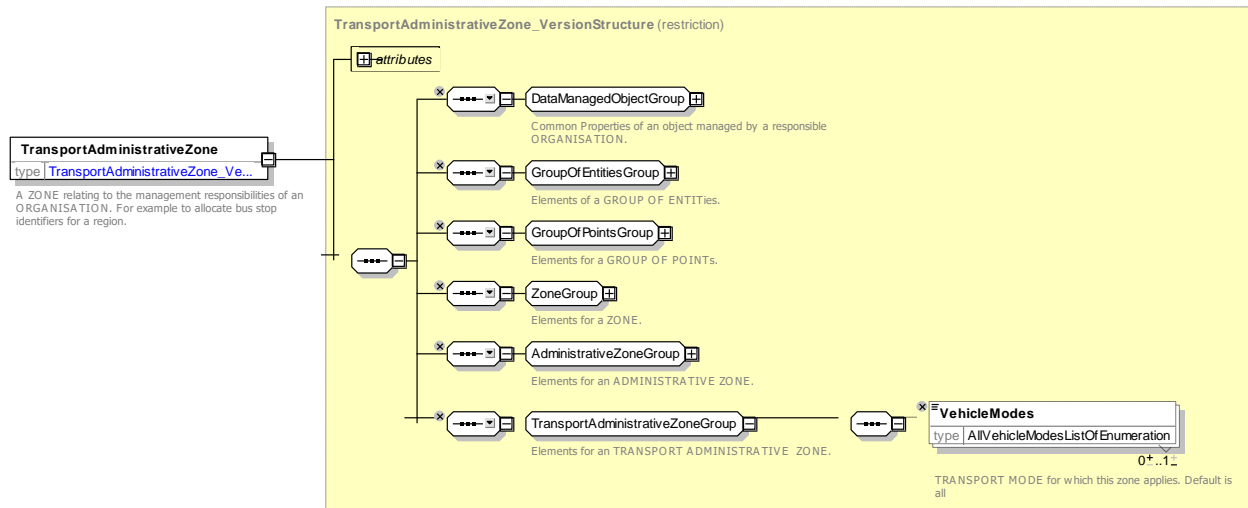 TransportAdministrativeZone_VersionStructure (restriction)
attributes
DataManagedObjectGroup
Common Properties of an object managed by a responsible
ORGANISATION.
TransportAdministrativeZone
type TransportAdministrativeZone_Ve...
A ZONE relating to the management responsibilities of an
ORGANISATION. For example to allocate bus stop
identifiers for a region.
GroupOfEntitiesGroup
Elements of a GROUP OF ENTITies.
GroupOfPointsGroup
Elements for a GROUP OF POINTs.
ZoneGroup
Elements for a ZONE.
AdministrativeZoneGroup
Elements for an ADMINISTRATIVE ZONE.
TransportAdministrativeZoneGroup
Elements for an TRANSPORT ADMINISTRATIVE ZONE.
VehicleModes
type AllVehicleModesListOfEnumeration
0..1
TRANSPORT MODE for which this zone applies. Default is
all